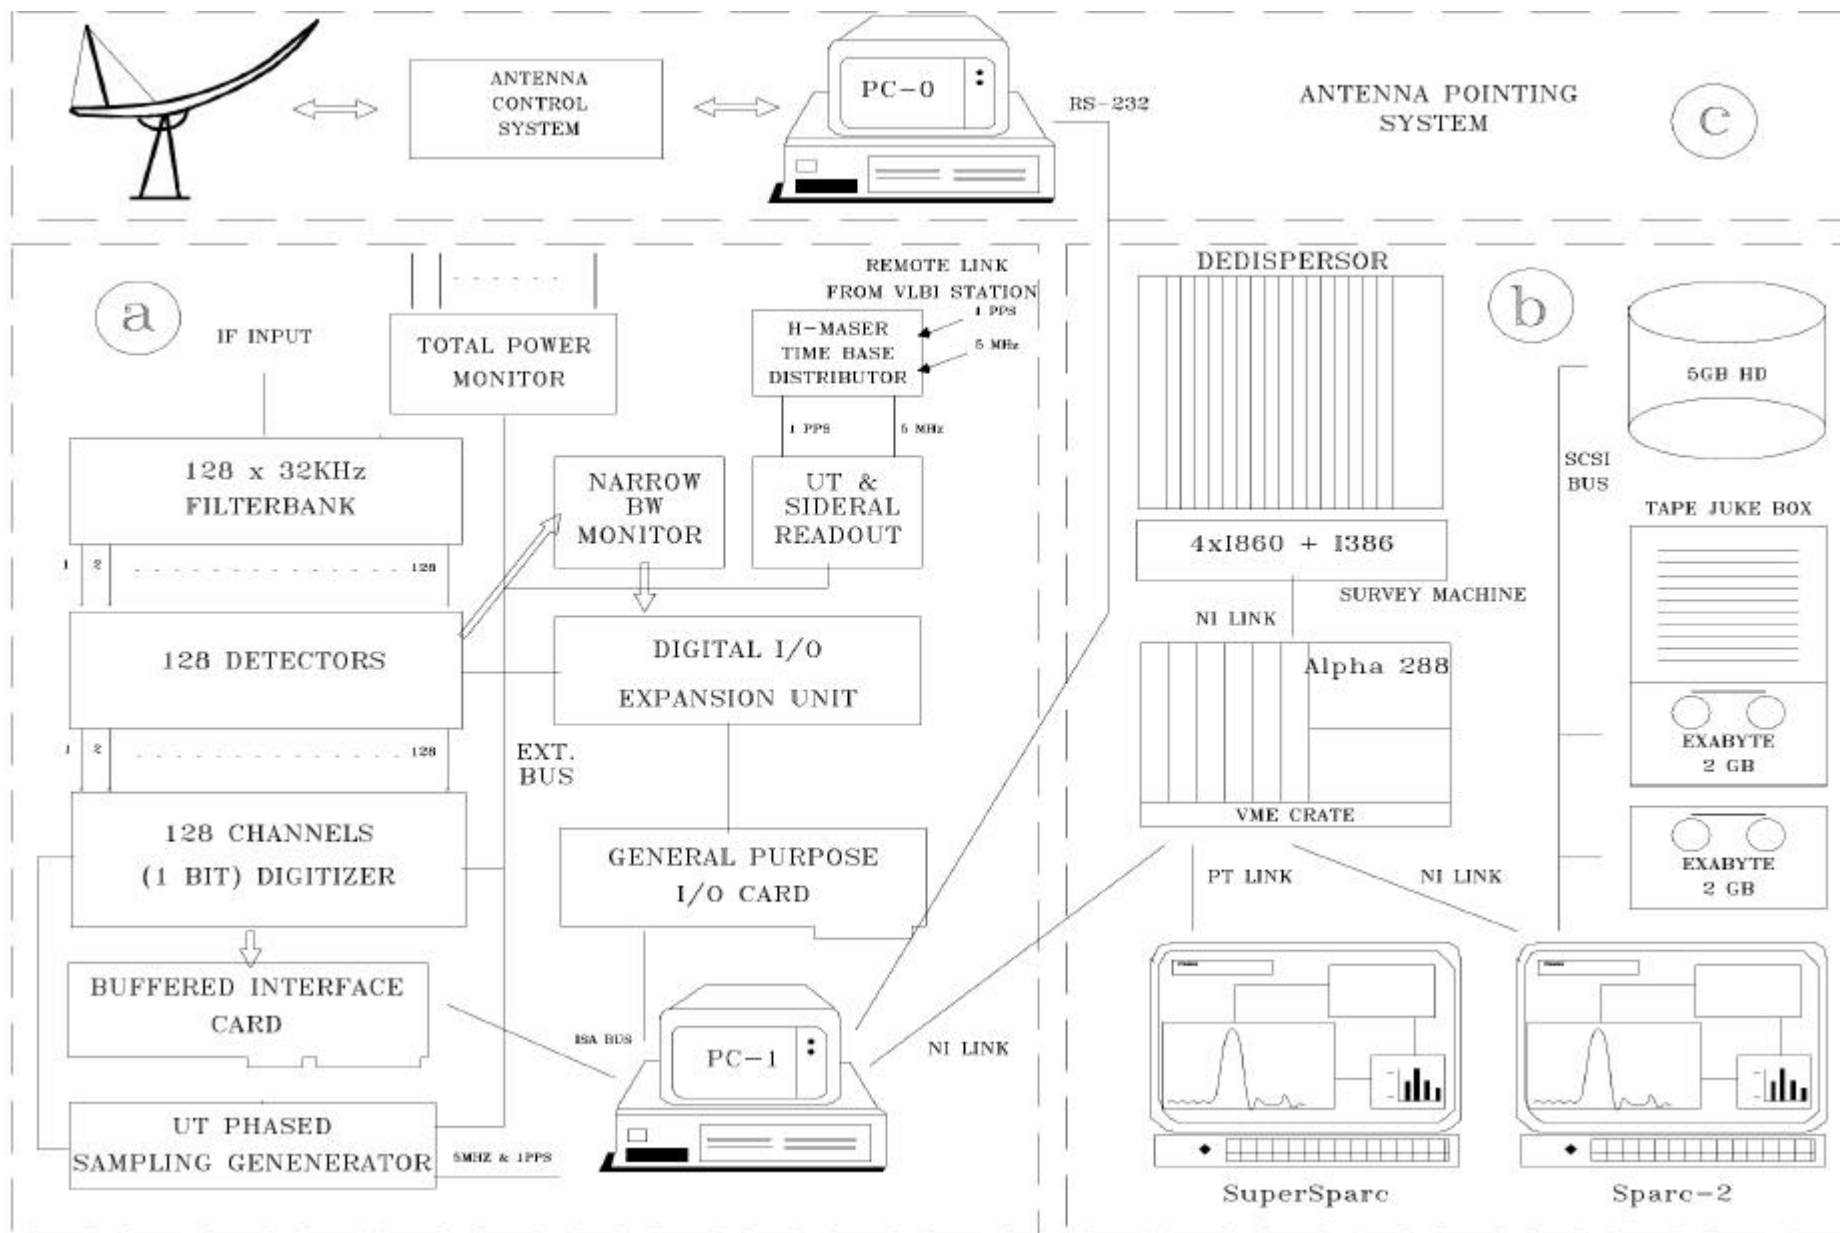 ANTENNA
CONTROL
SYSTEM
PC-0
RS-232
ANTENNA POINTING
SYSTEM
c
a
IF INPUT
TOTAL POWER
MONITOR
REMOTE LINK
FROM VLBI STATION
1 PPS
5 MHz
H-MASER
TIME BASE
DISTRIBUTOR
1 PPS
5 MHz
128 x 32KHz
FILTERBANK
NARROW
BW
MONITOR
UT &
SIDERAL
READOUT
1 2 128
128 DETECTORS
DIGITAL I/O
EXPANSION UNIT
1 2 128
EXT.
BUS
128 CHANNELS
(1 BIT) DIGITIZER
GENERAL PURPOSE
I/O CARD
BUFFERED INTERFACE
CARD
ISA BUS
PC-1
NI LINK
UT PHASED
SAMPLING GENENERATOR
5MHZ & 1PPS
DEDISPERSOR
b
4xI860 + I386
SURVEY MACHINE
NI LINK
Alpha 288
VME CRATE
PT LINK
NI LINK
5GB HD
SCSI
BUS
TAPE JUKE BOX
EXABYTE
2 GB
EXABYTE
2 GB
SuperSparc
Sparc-2